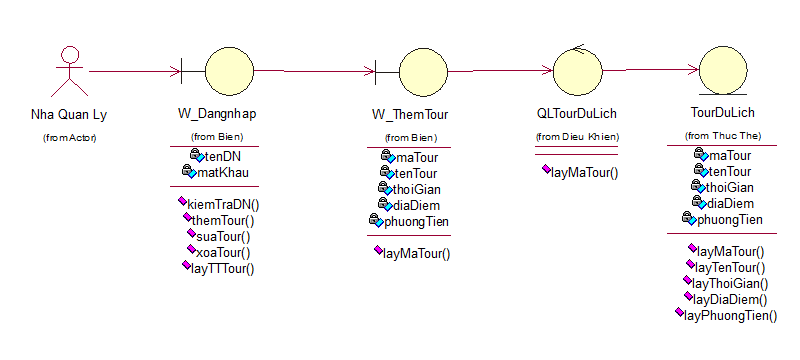 Nha Quan Ly
(from Actor)
W_Dangnhap
(from Bien)
tenDN
matKhau
kiemTraDN()
themTour()
suaTour()
xoaTour()
layTTTour()
W_ThemTour
(from Bien)
maTour
tenTour
thoiGian
diaDiem
phuongTien
layMaTour()
QLTourDuLich
(from Dieu Khien)
layMaTour()
TourDuLich
(from Thuc The)
maTour
tenTour
thoiGian
diaDiem
phuongTien
layMaTour()
layTenTour()
layThoiGian()
layDiaDiem()
layPhuongTien()